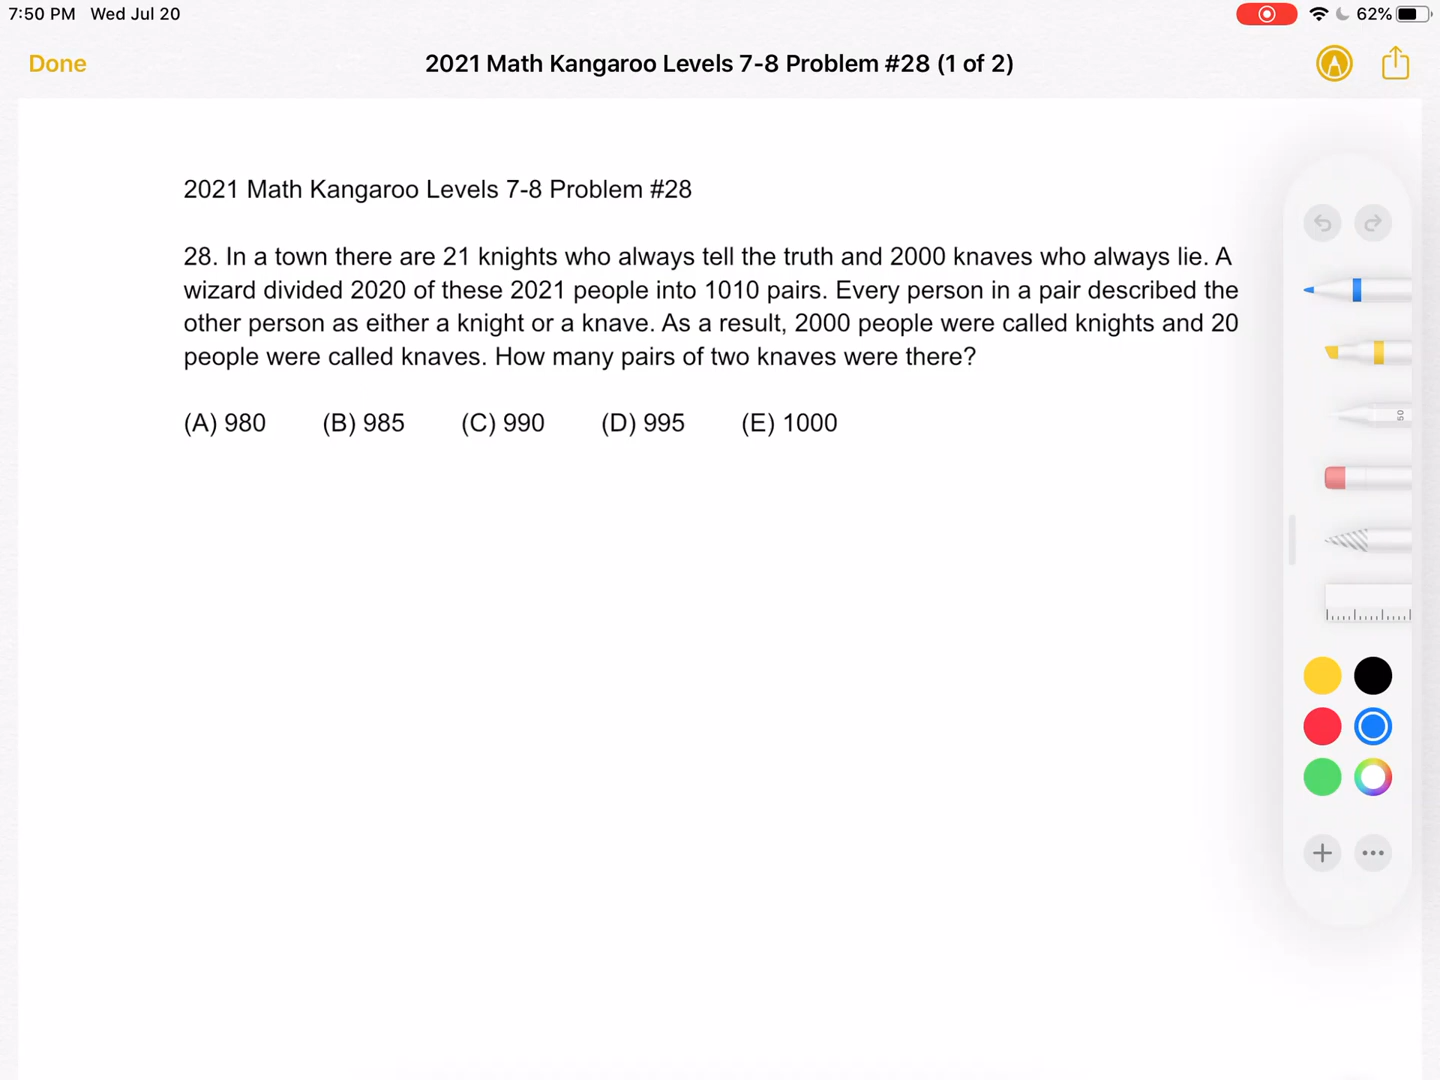 7:50 PM Wed Jul 20
62%
Done
2021 Math Kangaroo Levels 7-8 Problem #28 (1 of 2)
2021 Math Kangaroo Levels 7-8 Problem #28
28. In a town there are 21 knights who always tell the truth and 2000 knaves who always lie. A
wizard divided 2020 of these 2021 people into 1010 pairs. Every person in a pair described the
other person as either a knight or a knave. As a result, 2000 people were called knights and 20
people were called knaves. How many pairs of two knaves were there?
(A) 980 (B) 985 (C) 990 (D) 995 (E) 1000
50